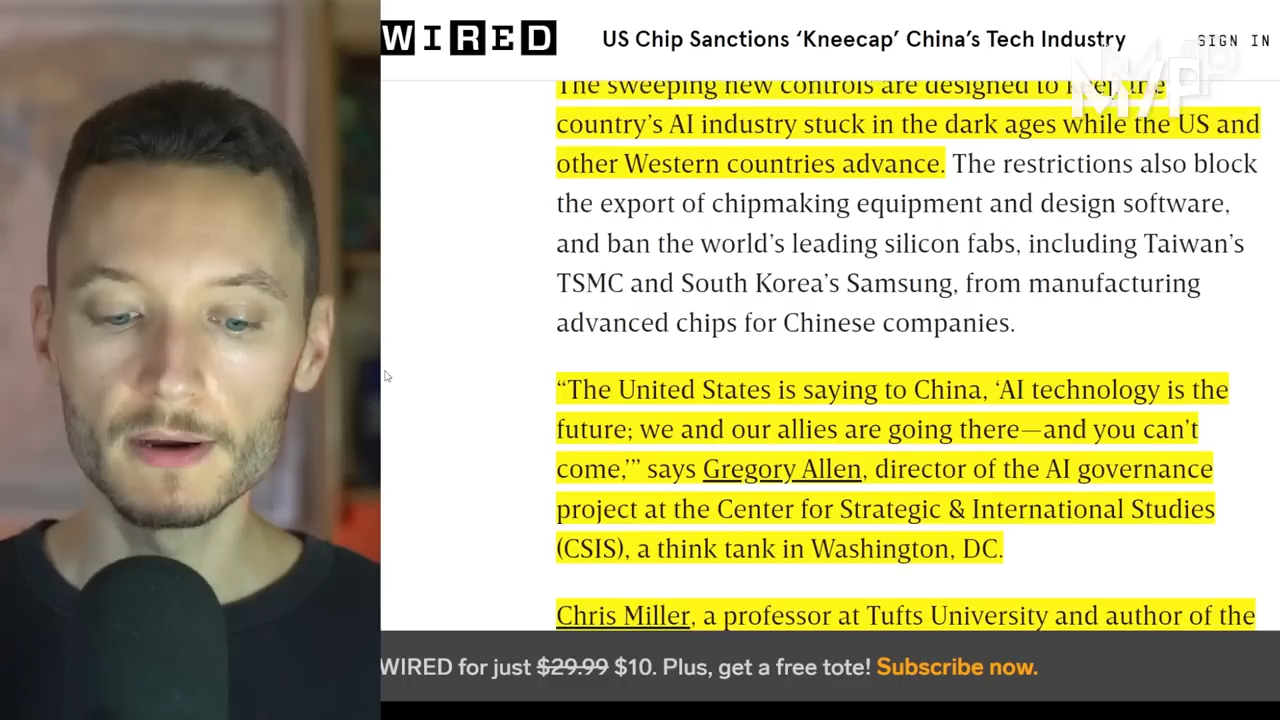 WIRED
US Chip Sanctions ‘Kneecap’ China’s Tech Industry
SIGN IN
The sweeping new controls are designed to keep the
country’s AI industry stuck in the dark ages while the US and
other Western countries advance. The restrictions also block
the export of chipmaking equipment and design software,
and ban the world’s leading silicon fabs, including Taiwan’s
TSMC and South Korea’s Samsung, from manufacturing
advanced chips for Chinese companies.
“The United States is saying to China, ‘AI technology is the
future; we and our allies are going there—and you can’t
come,’” says Gregory Allen, director of the AI governance
project at the Center for Strategic & International Studies
(CSIS), a think tank in Washington, DC.
Chris Miller, a professor at Tufts University and author of the
WIRED for just $29.99 $10. Plus, get a free tote! Subscribe now.